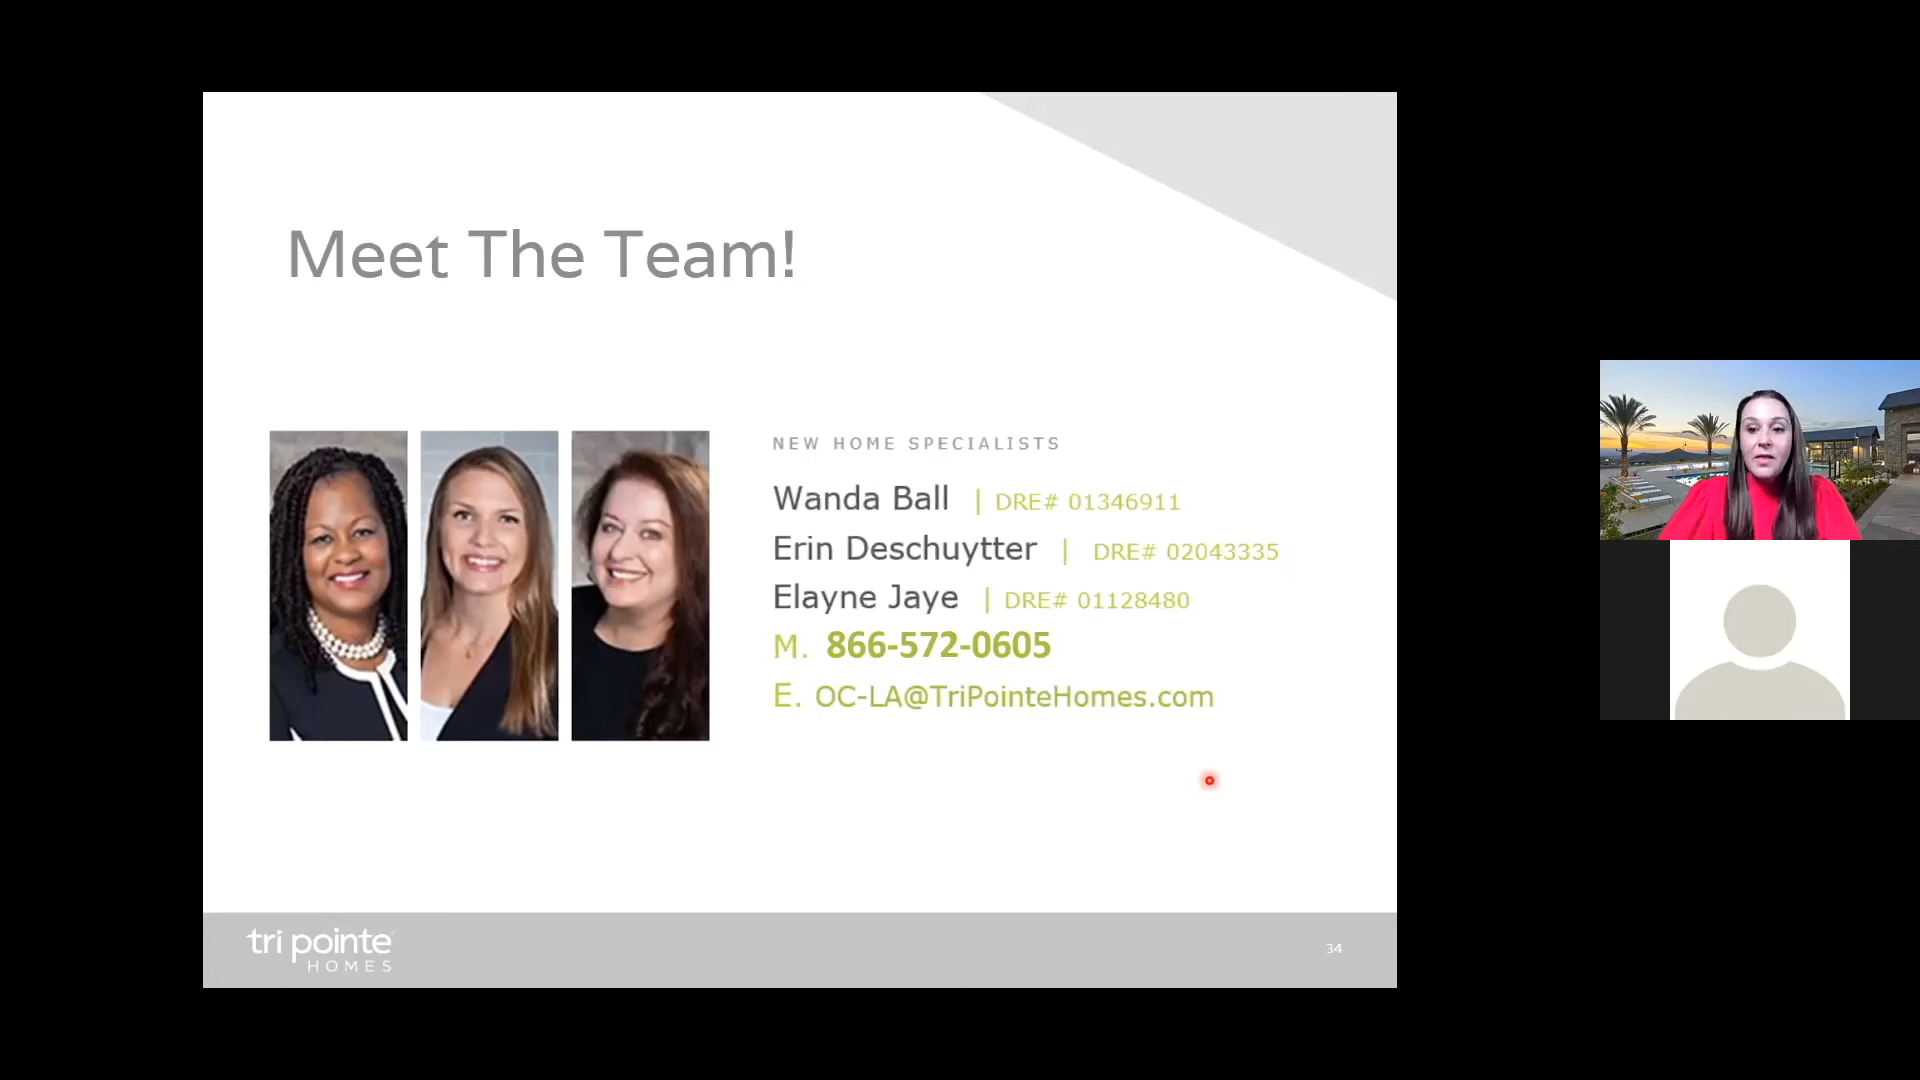 Meet The Team!
NEW HOME SPECIALISTS
Wanda Ball | DRE# 01346911
Erin Deschuytter | DRE# 02043335
Elayne Jaye | DRE# 01128480
M. 866-572-0605
E. OC-LA@TriPointeHomes.com
tri pointe
HOMES
34